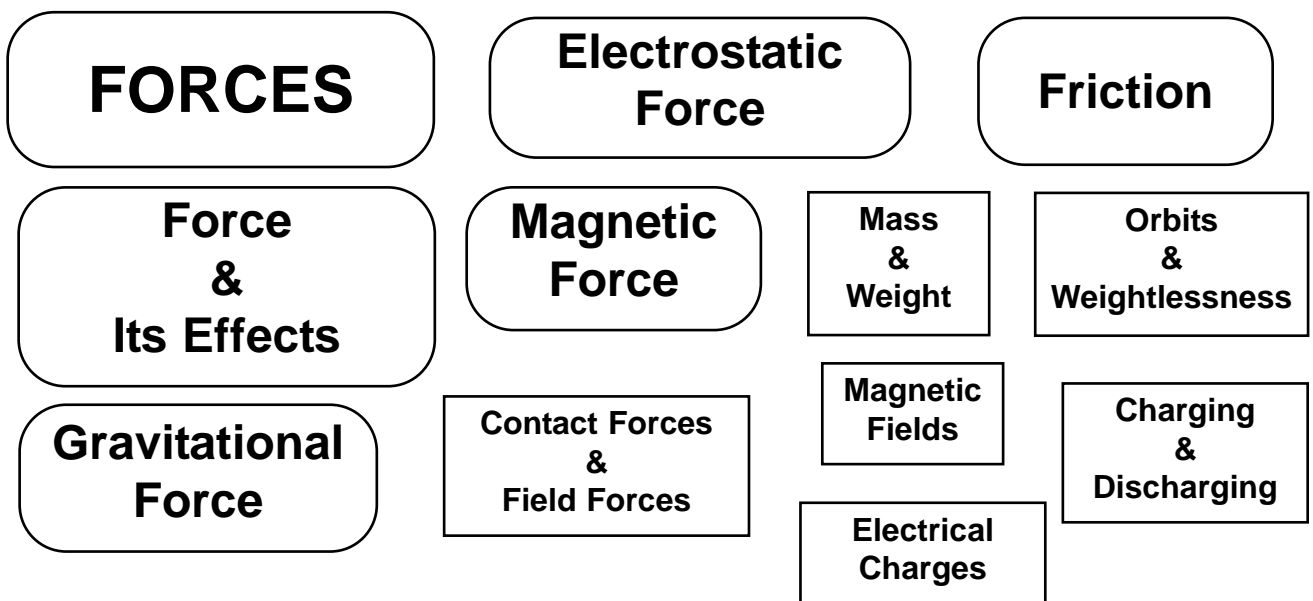 FORCES
Electrostatic
Force
Friction
Force
&
Its Effects
Magnetic
Force
Mass
&
Weight
Orbits
&
Weightlessness
Gravitational
Force
Contact Forces
&
Field Forces
Magnetic
Fields
Charging
&
Discharging
Electrical
Charges